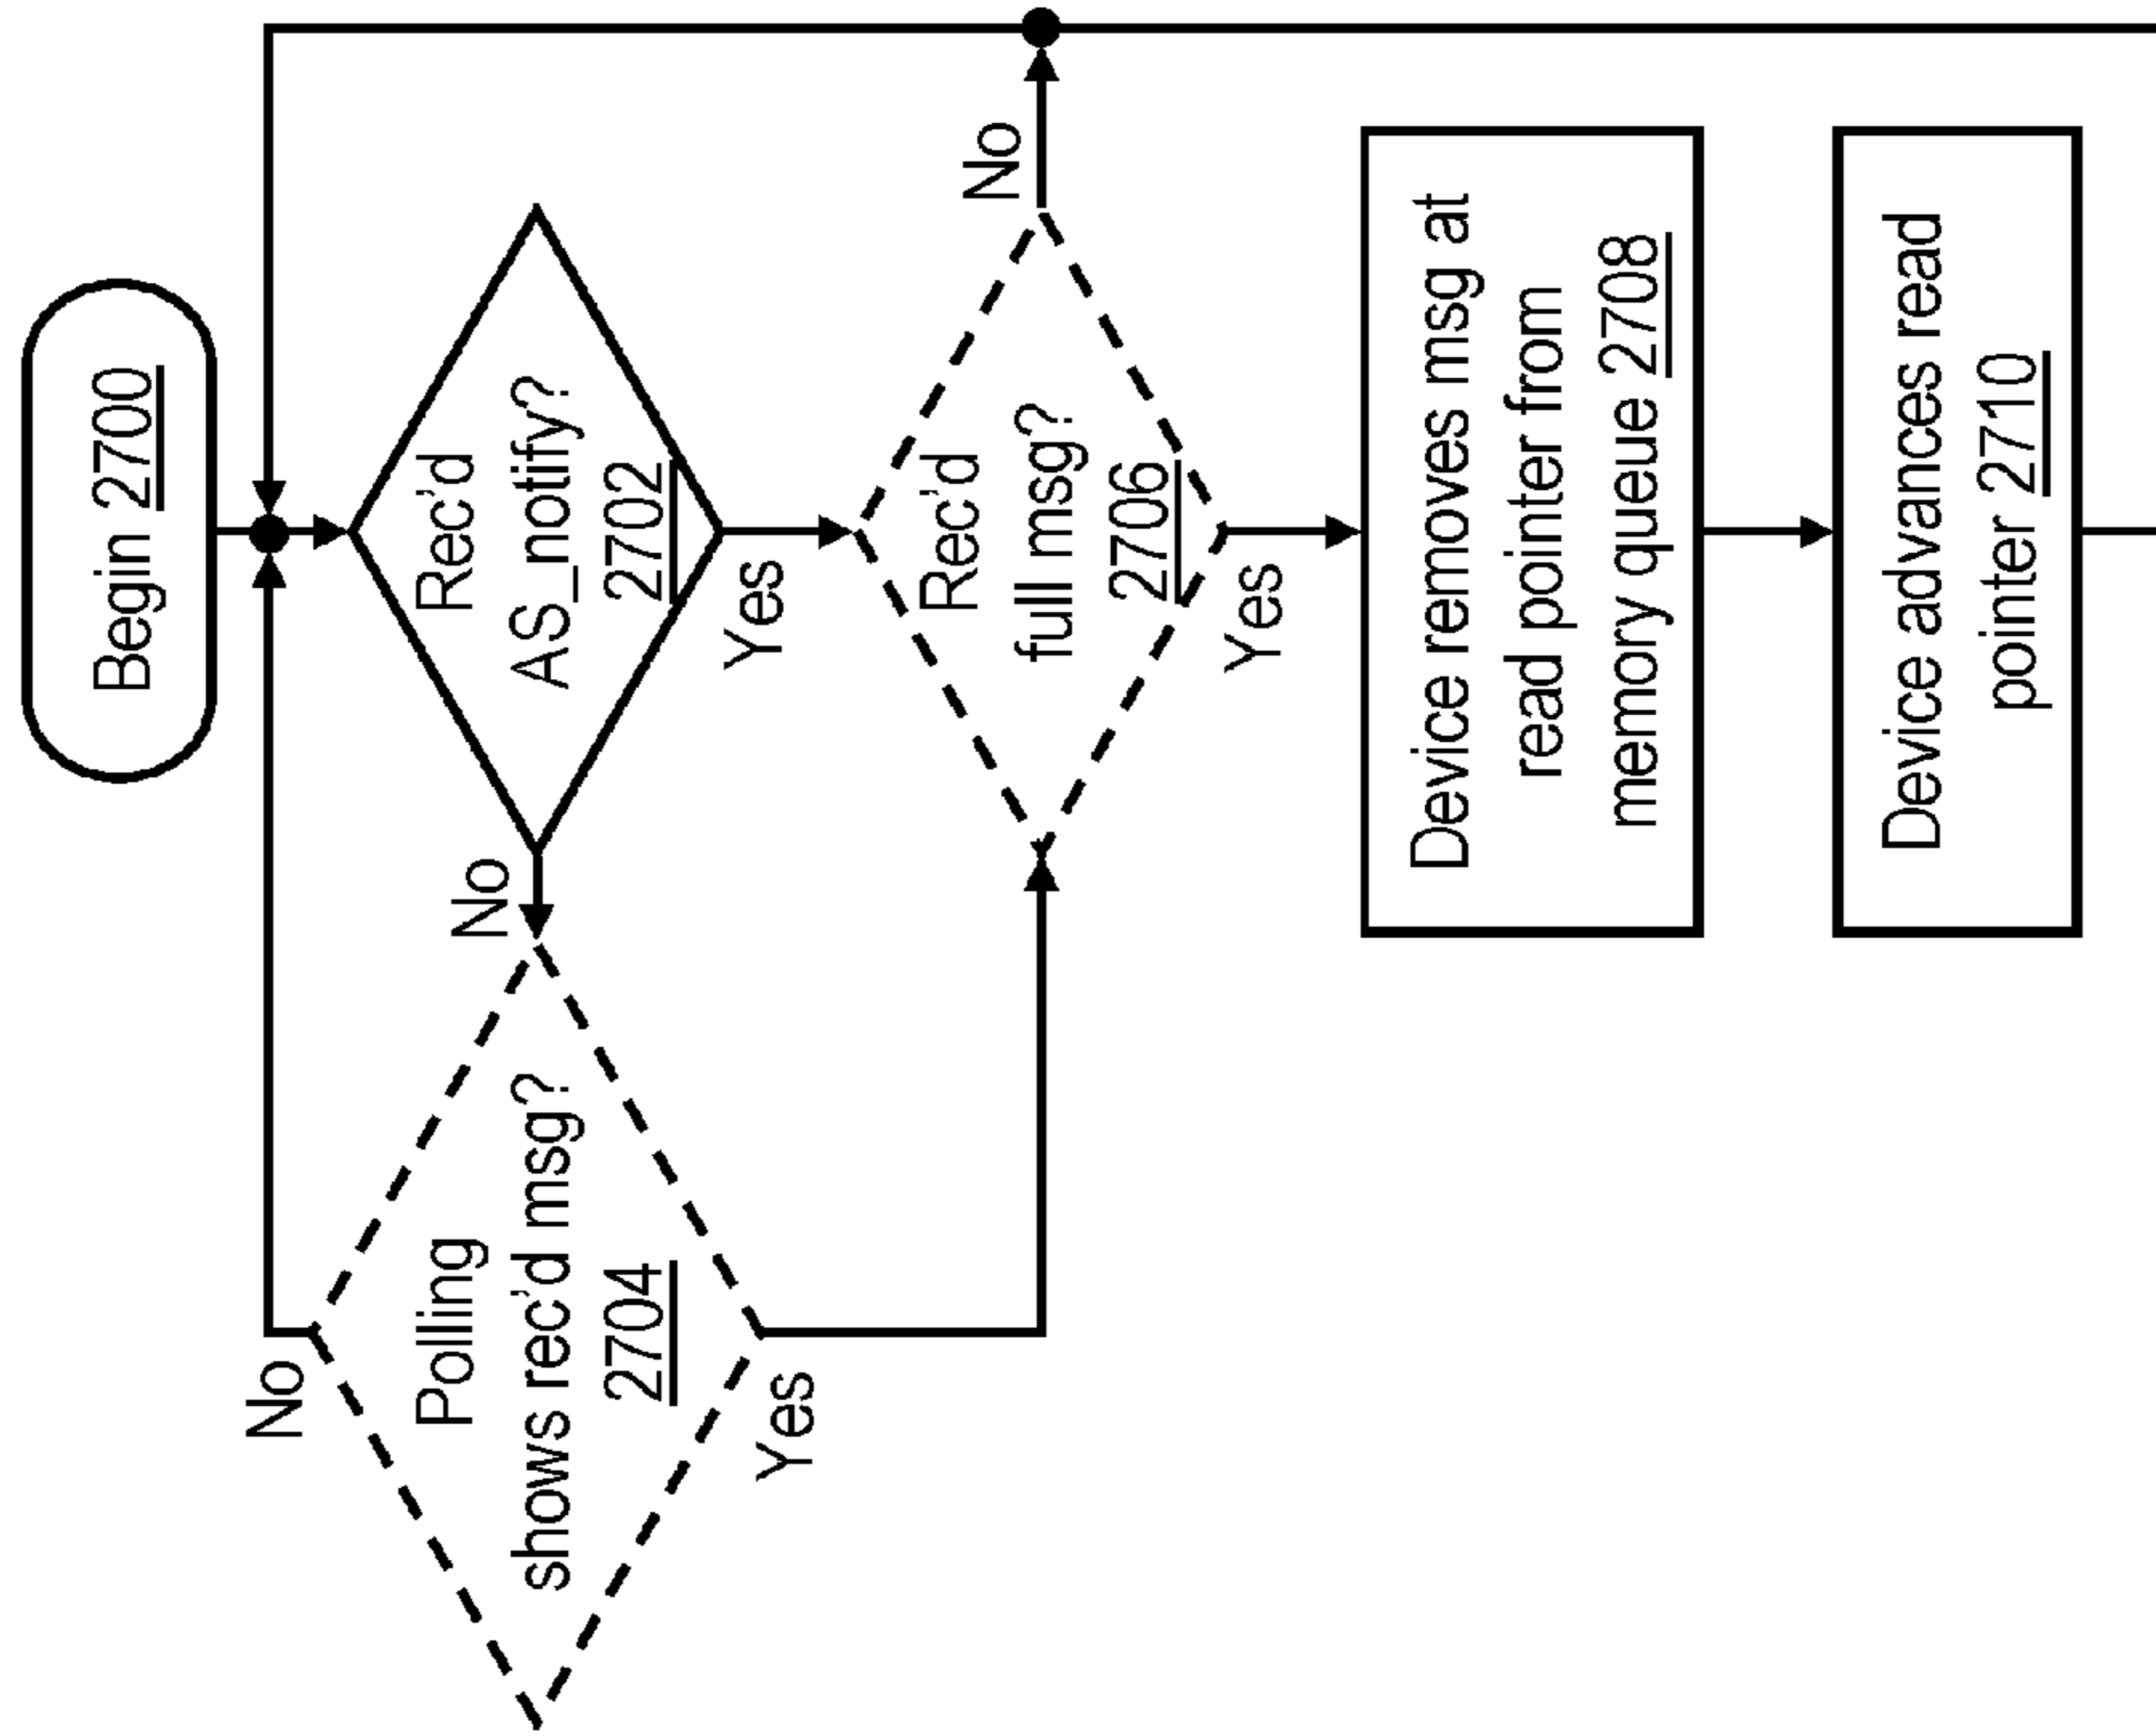 Begin 2700
Rec'd
AS_notify?
2702
No
Yes
Polling
shows rec'd msg?
2704
No
Yes
Rec'd
full msg?
2706
No
Yes
Device removes msg at
read pointer from
memory queue 2708
Device advances read
pointer 2710